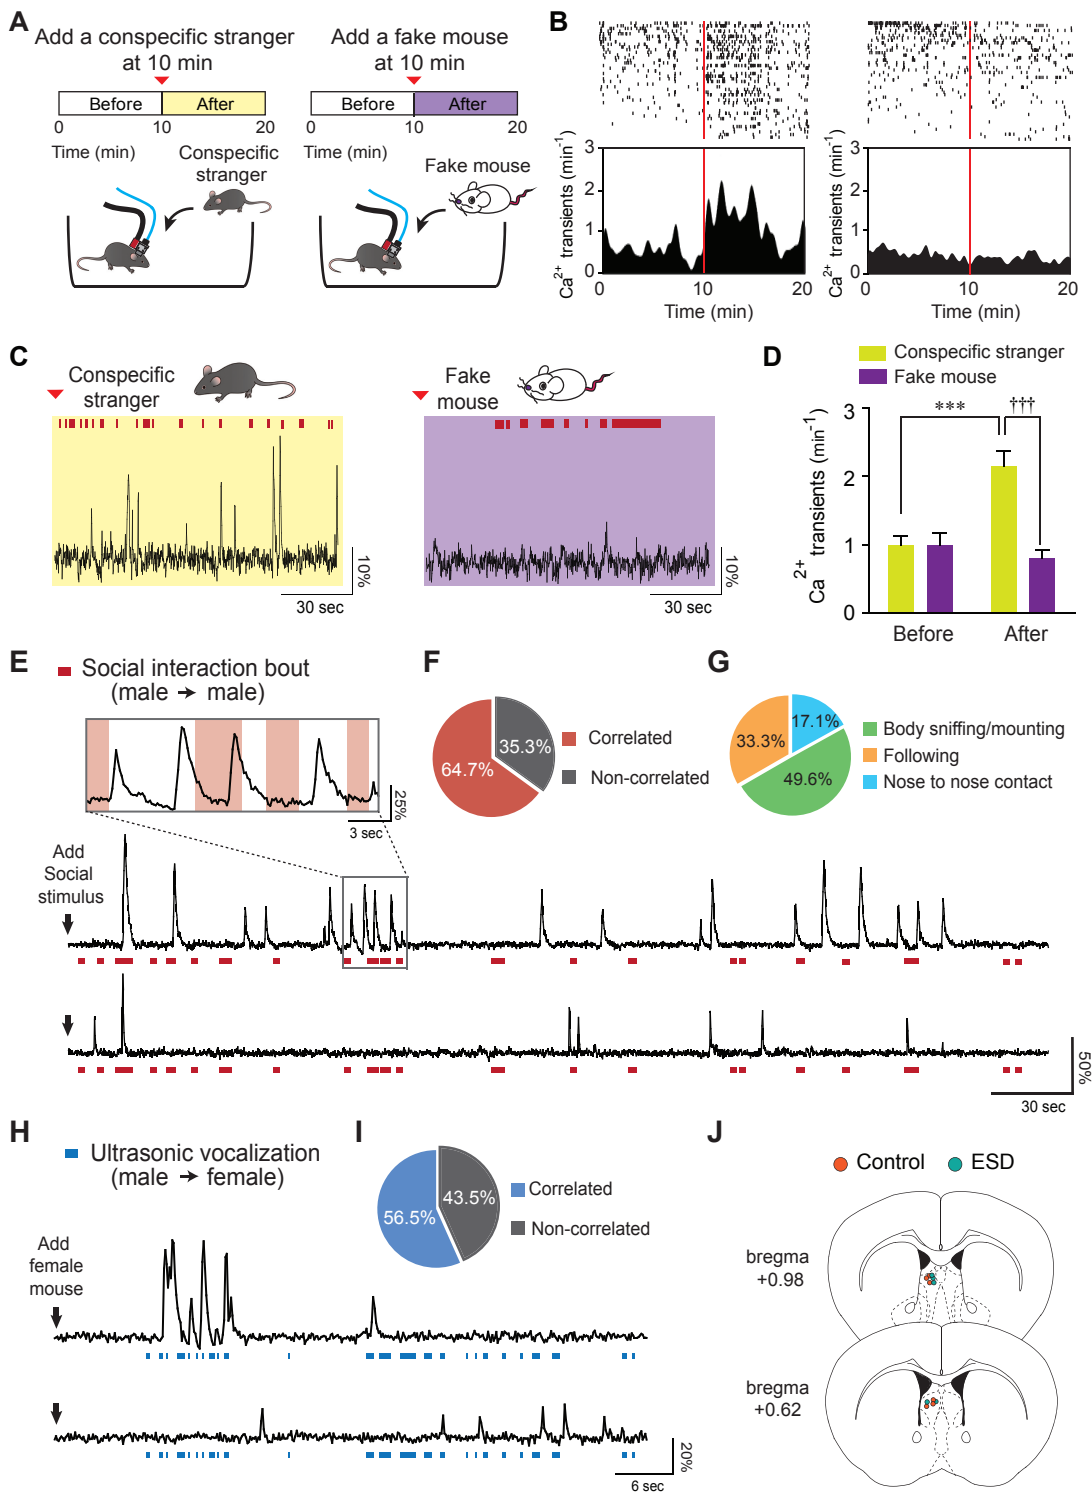 A
Add a conspecific stranger
at 10 min
Before
After
0
10
20
Time (min)
Conspecific
stranger
Add a fake mouse
at 10 min
Before
After
0
10
20
Time (min)
Fake mouse
B
Ca2+ transients (min-1)
3
2
1
0
0
10
20
Time (min)
Ca2+ transients (min-1)
3
2
1
0
0
10
20
Time (min)
C
Conspecific
stranger
10%
30 sec
Fake
mouse
10%
30 sec
D
Conspecific stranger
Fake mouse
Ca2+ transients (min-1)
3
2
1
0
***
†††
Before
After
E
Social interaction bout
(male → male)
25%
3 sec
Add
Social
stimulus
50%
30 sec
F
35.3%
64.7%
Correlated
Non-correlated
G
17.1%
33.3%
49.6%
Body sniffing/mounting
Following
Nose to nose contact
H
Ultrasonic vocalization
(male → female)
Add
female
mouse
20%
6 sec
I
43.5%
56.5%
Correlated
Non-correlated
J
Control
ESD
bregma
+0.98
bregma
+0.62